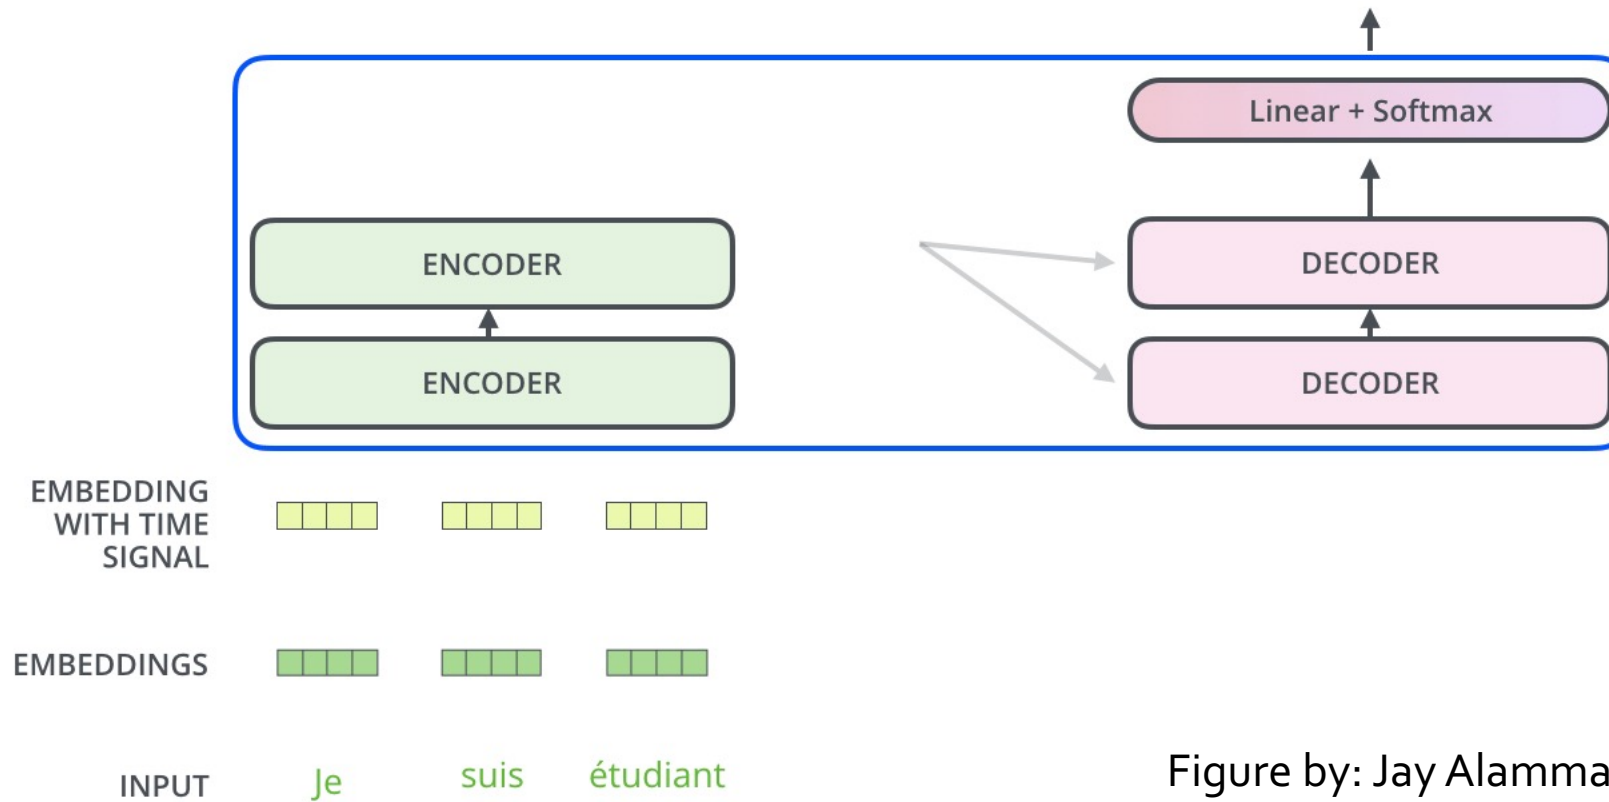 Linear + Softmax
ENCODER
DECODER
ENCODER
DECODER
EMBEDDING
WITH TIME
SIGNAL
EMBEDDINGS
INPUT
Je
suis
étudiant
Figure by: Jay Alamma